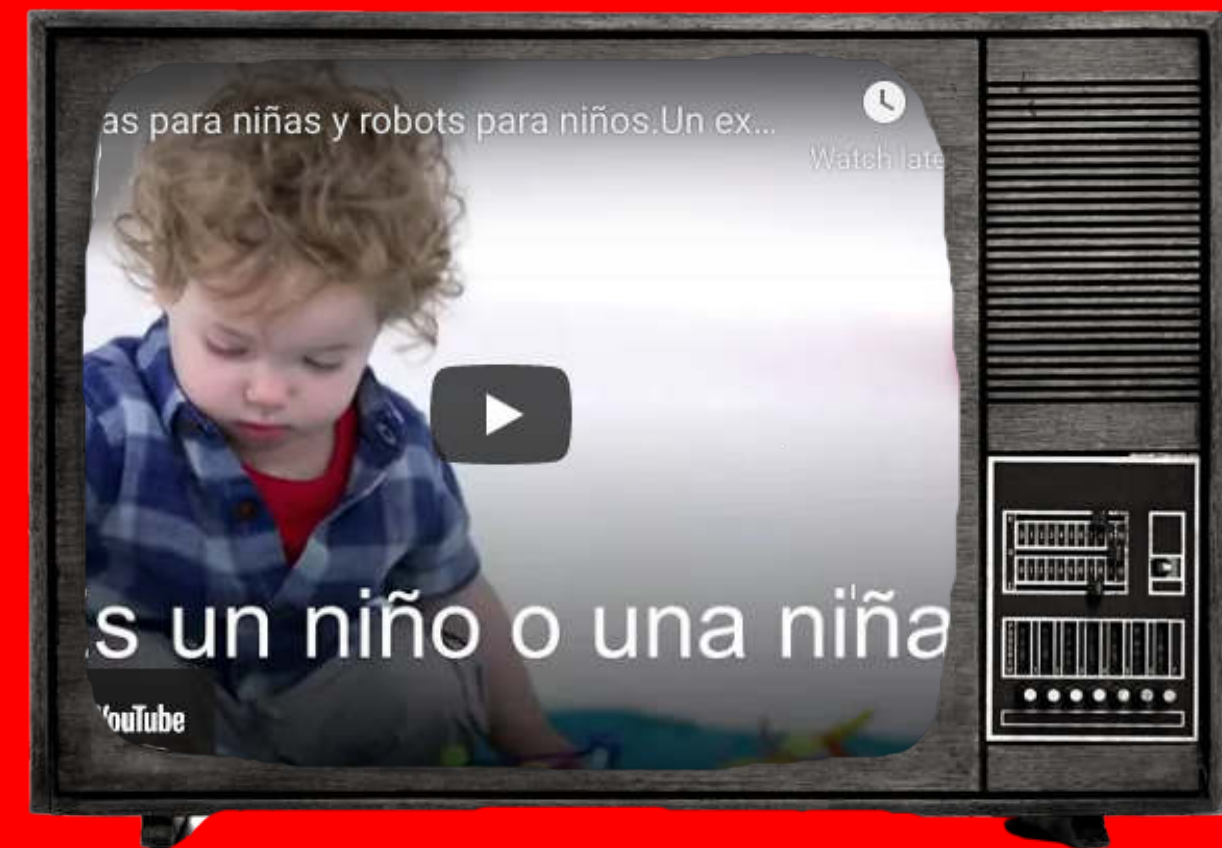 as para niñas y robots para niños.Un ex...
Watch late
s un niño o una niña
YouTube